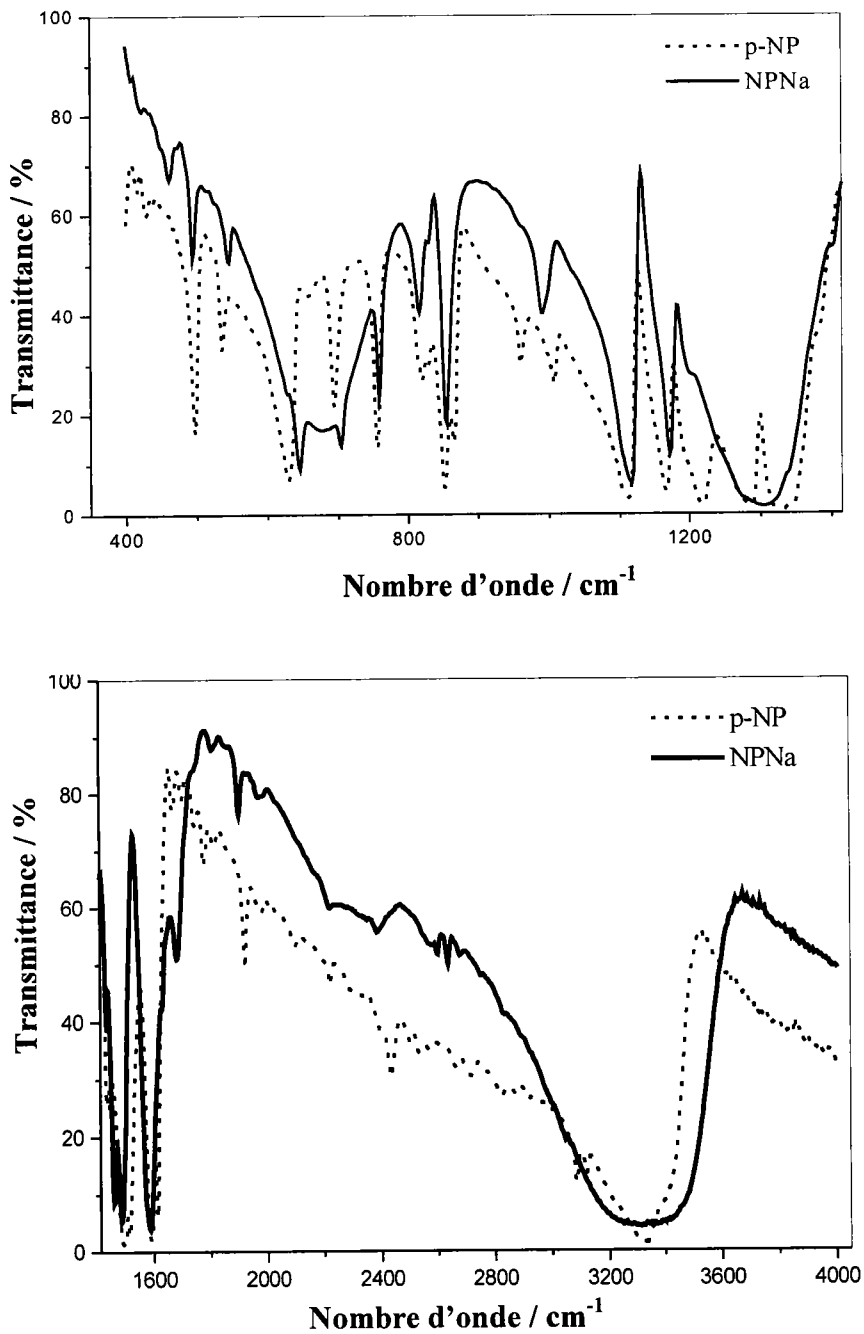 100
80
60
40
20
0
Transmittance / %
p-NP
NPNa
400
800
1200
Nombre d'onde / cm-1
100
80
60
40
20
0
Transmittance / %
p-NP
NPNa
1600
2000
2400
2800
3200
3600
4000
Nombre d'onde / cm-1